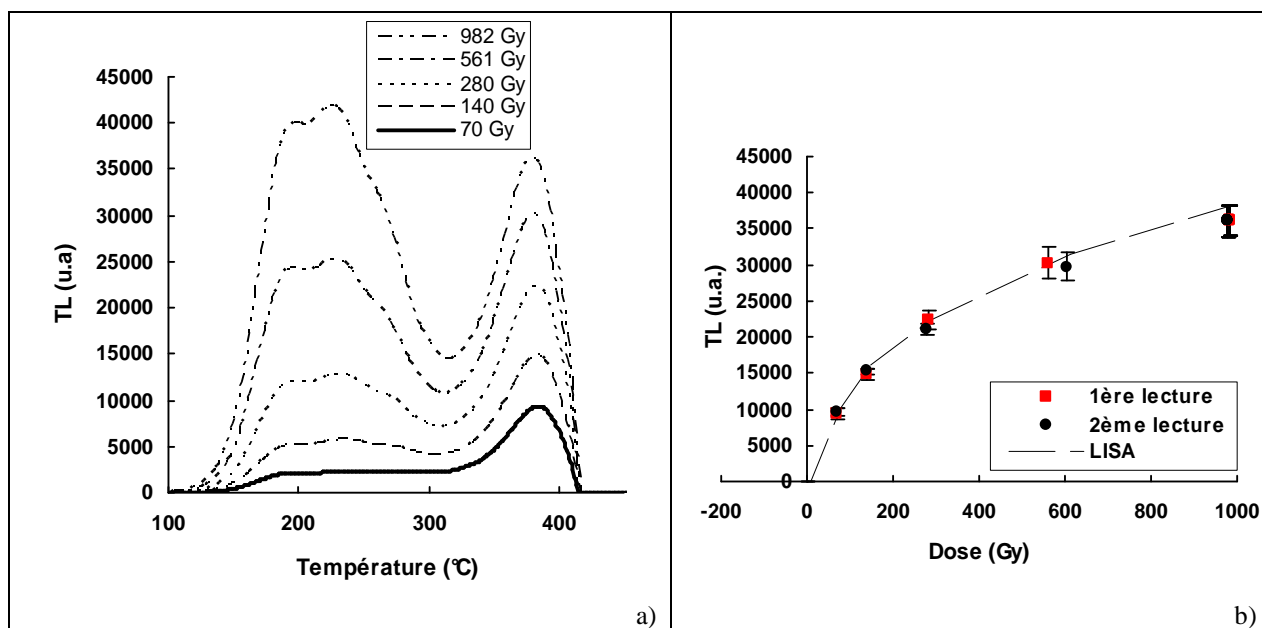 982 Gy
561 Gy
280 Gy
140 Gy
70 Gy
45000
40000
35000
30000
25000
20000
15000
10000
5000
0
TL (u.a)
100
200
300
400
Température (°C)
a)
45000
40000
35000
30000
25000
20000
15000
10000
5000
0
TL (u.a.)
1ère lecture
2ème lecture
LISA
-200
0
200
400
600
800
1000
Dose (Gy)
b)